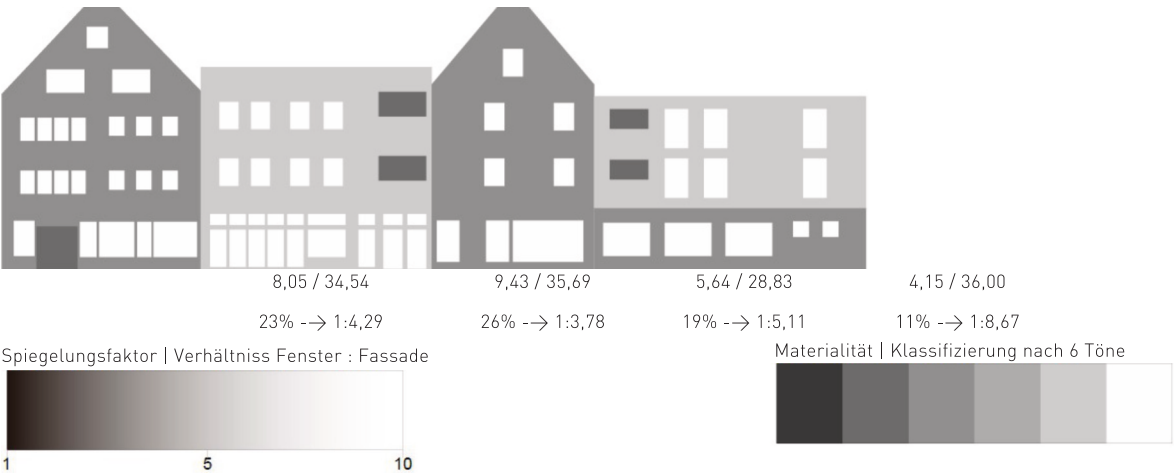 8,05 / 34,54 9,43 / 35,69 5,64 / 28,83 4,15 / 36,00
23% --> 1:4,29 26% --> 1:3,78 19% --> 1:5,11 11% --> 1:8,67
Spiegelungsfaktor | Verhältniss Fenster : Fassade
1 5 10
Materialität | Klassifizierung nach 6 Töne